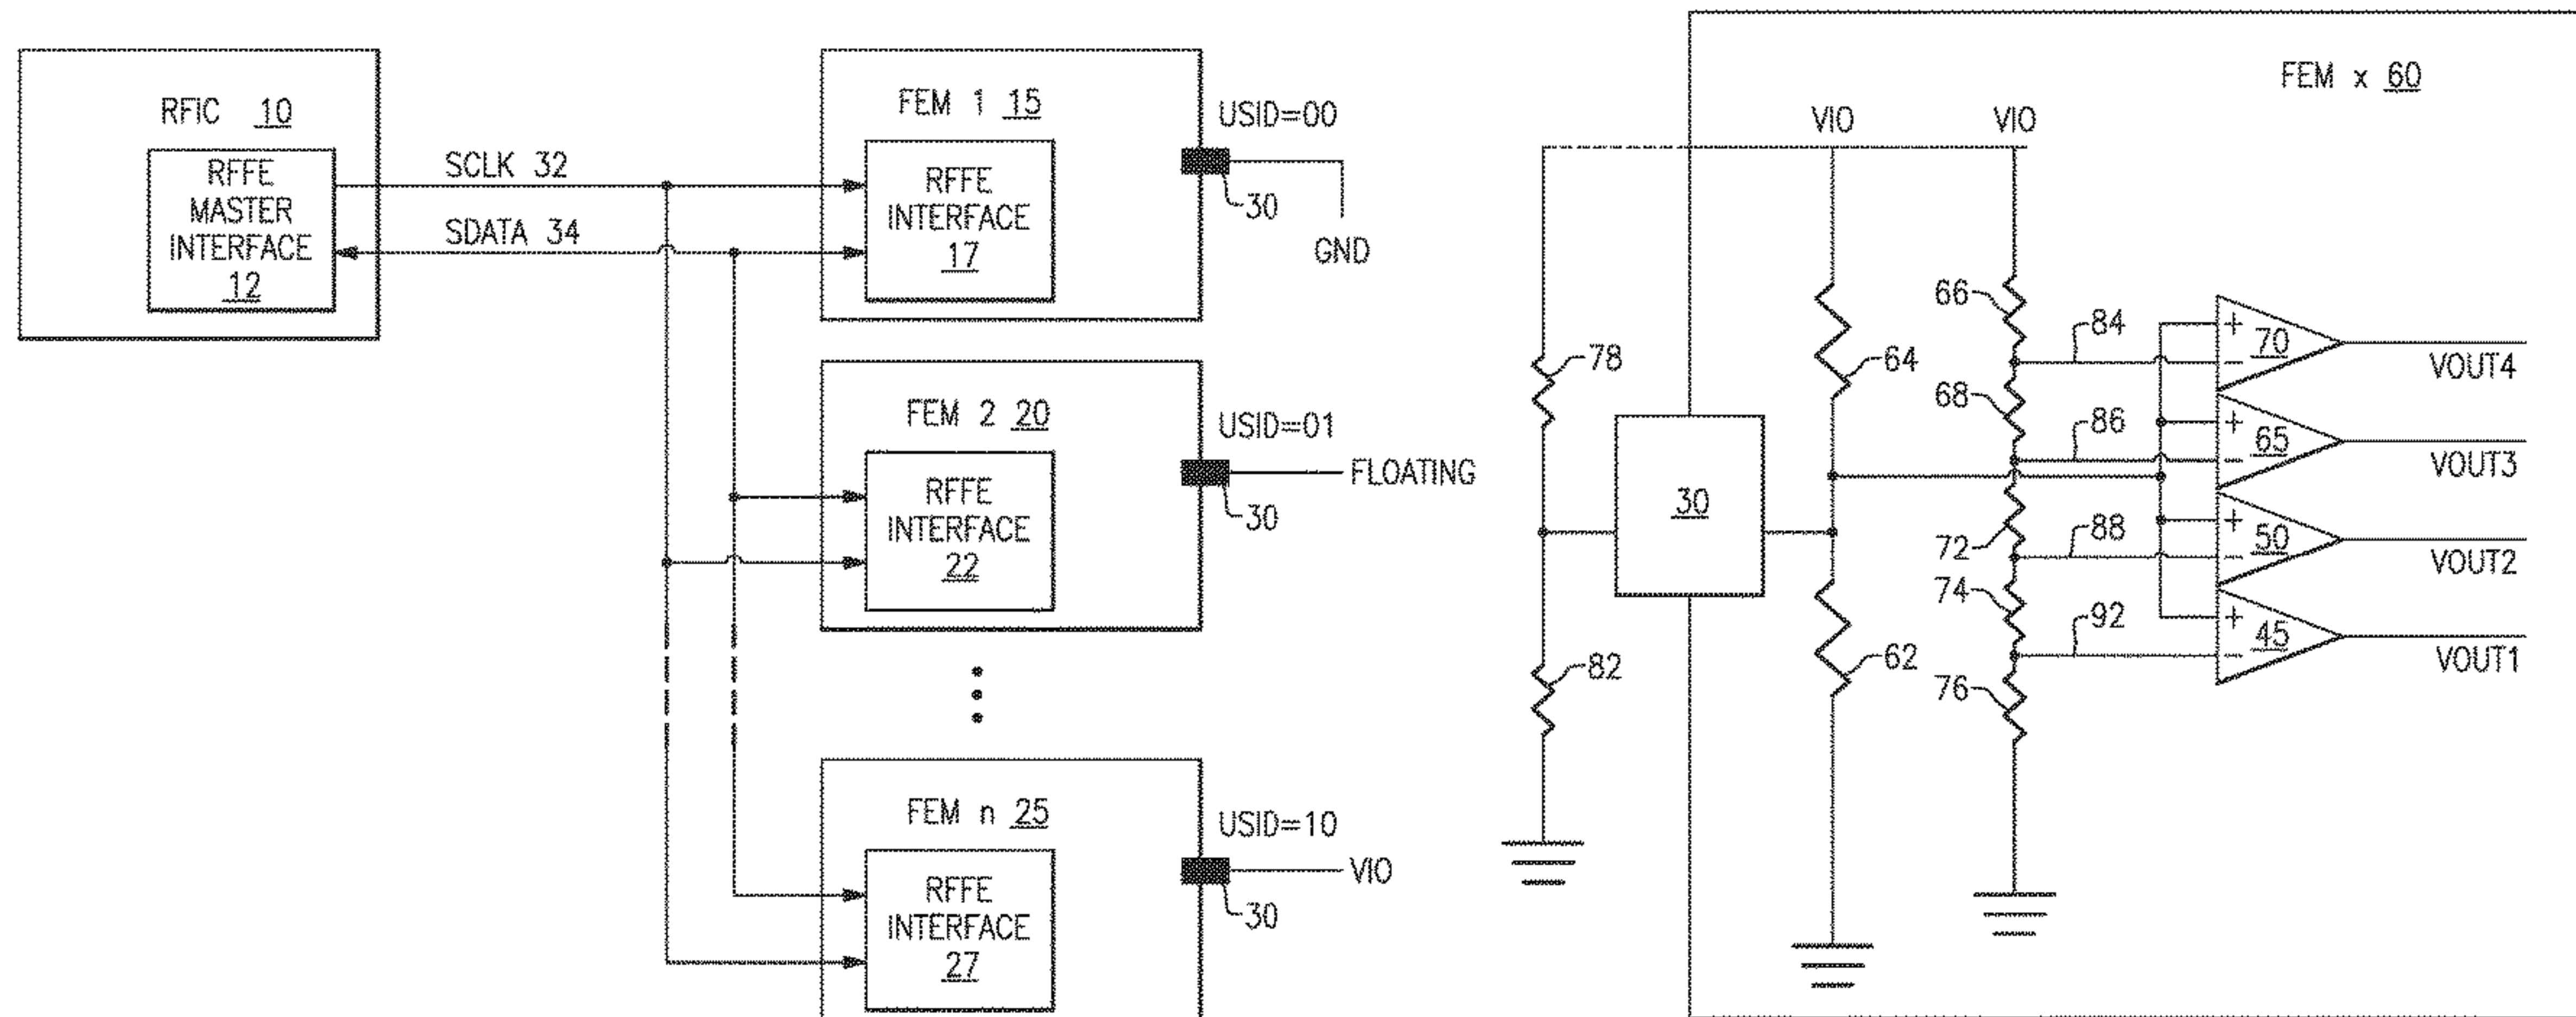 RFIC 10
RFFE
MASTER
INTERFACE
12
SCLK 32
SDATA 34
FEM 1 15
RFFE
INTERFACE
17
USID=00
30
GND
FEM 2 20
RFFE
INTERFACE
22
USID=01
FLOATING
30
FEM n 25
RFFE
INTERFACE
27
USID=10
VIO
30
FEM x 60
VIO
VIO
78
82
30
64
62
66
68
72
74
76
84
86
88
92
+
−
70
VOUT4
+
−
65
VOUT3
+
−
50
VOUT2
+
−
45
VOUT1